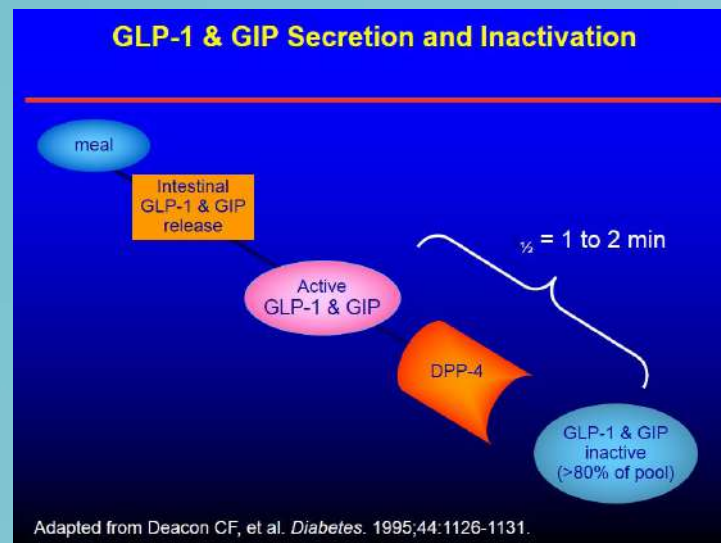 GLP-1 & GIP Secretion and Inactivation
meal
Intestinal
GLP-1 & GIP
release
½ = 1 to 2 min
Active
GLP-1 & GIP
DPP-4
GLP-1 & GIP
inactive
(>80% of pool)
Adapted from Deacon CF, et al. Diabetes. 1995;44:1126-1131.